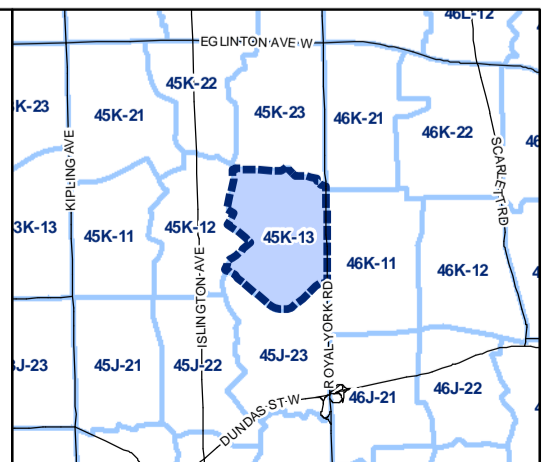 46L-12
EGLINTON AVE W
45K-22
K-23
45K-21
45K-23
46K-21
46K-22
46
KIPLING AVE
SCARLETT RD
3K-13
45K-11
45K-12
45K-13
46K-11
46K-12
ISLINGTON AVE
ROYAL YORK RD
J-23
45J-21
45J-22
45J-23
46J-21
46J-22
DUNDAS ST W